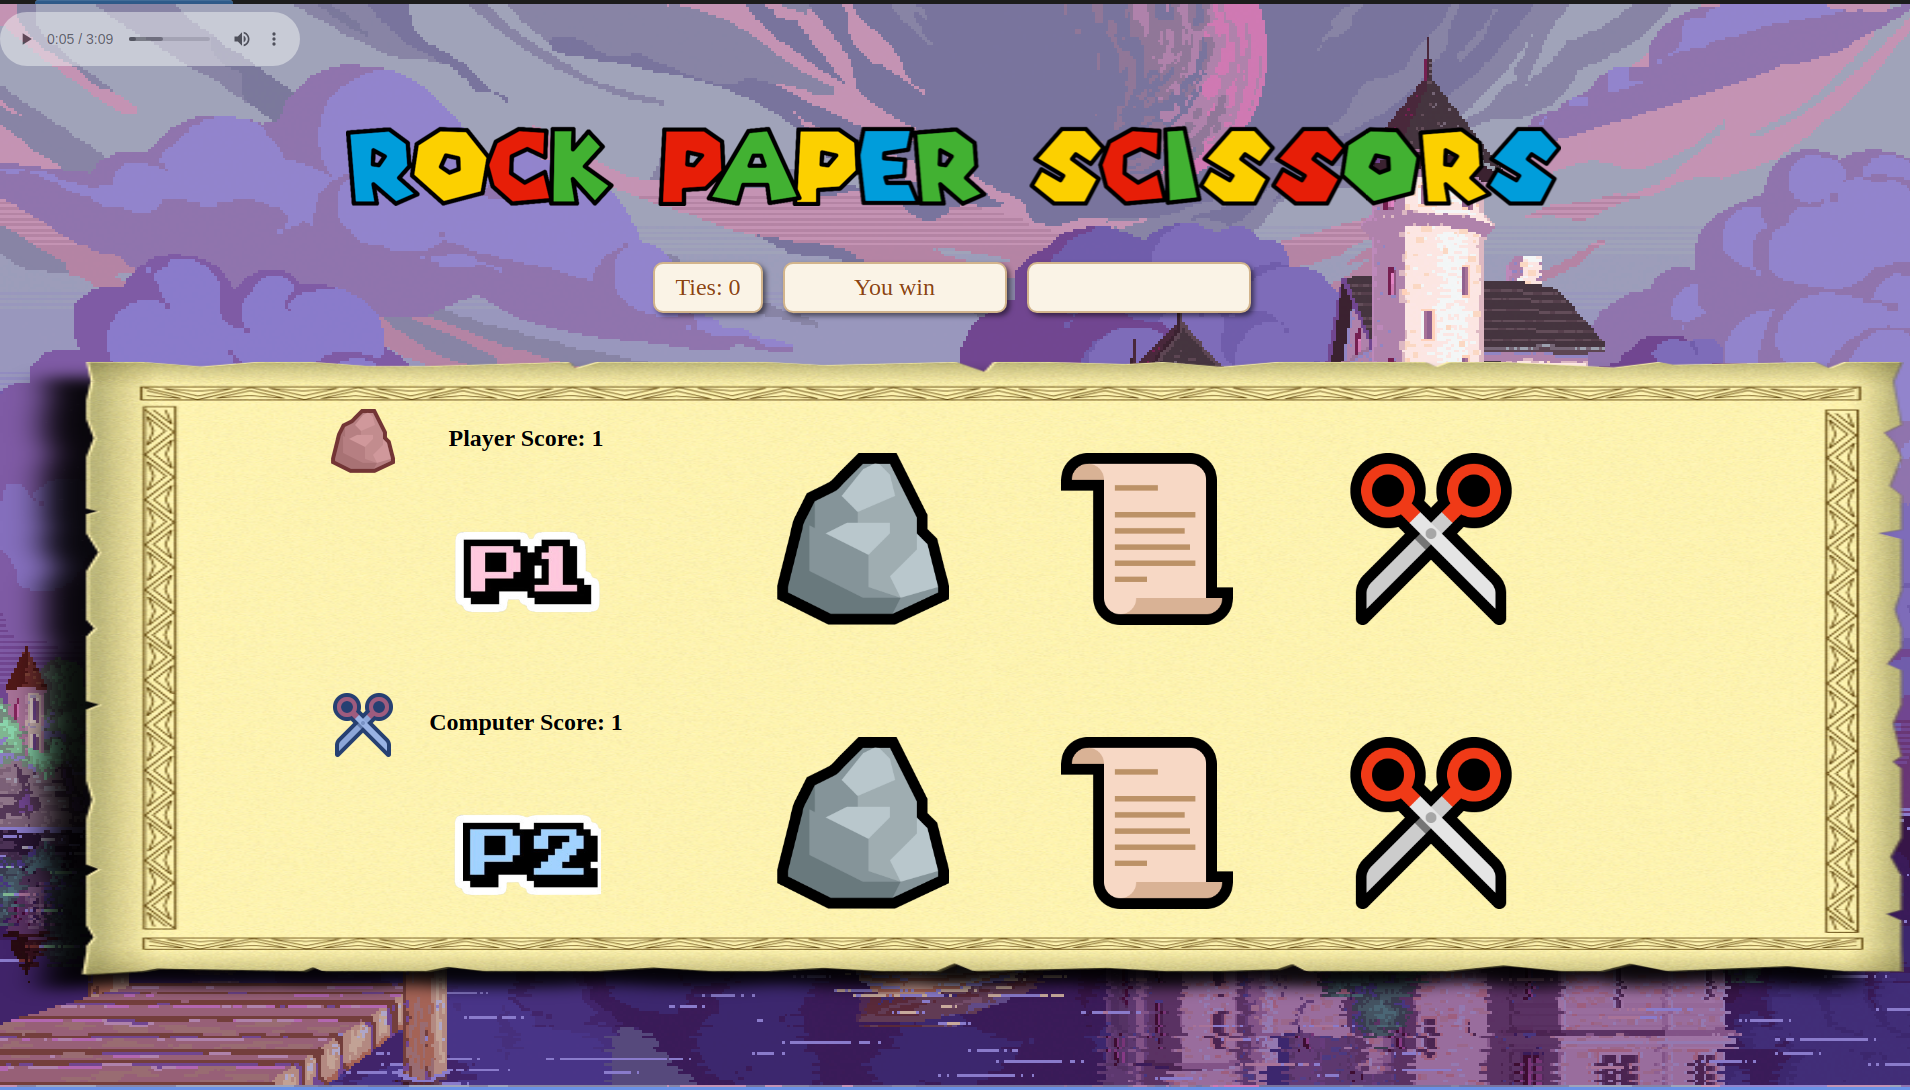 0:05 / 3:09
ROCK PAPER SCISSORS
Ties: 0
You win
Player Score: 1
P1
Computer Score: 1
P2